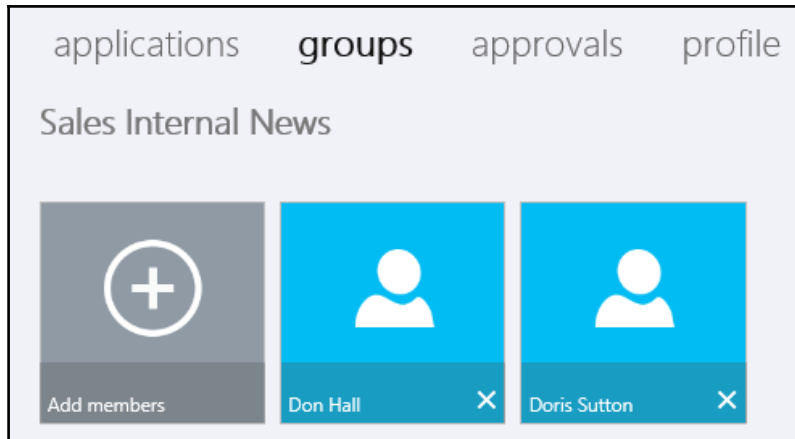 applications groups approvals profile
Sales Internal News
Add members Don Hall Doris Sutton